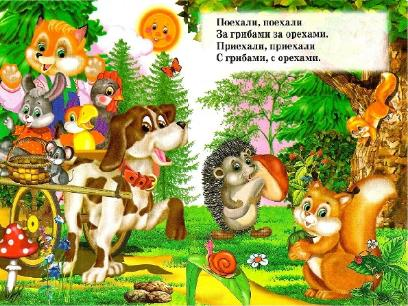 Поехали, поехали
За грибами за орехами.
Приехали, приехали
С грибами, с орехами.